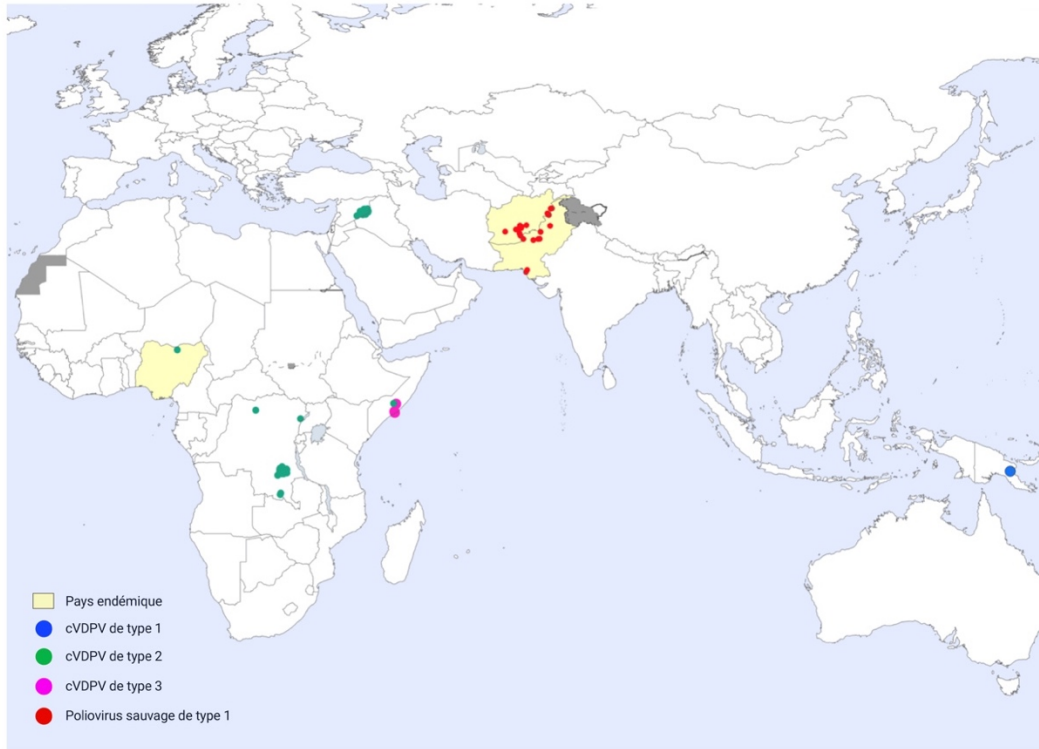 Pays endémique
cVDPV de type 1
cVDPV de type 2
cVDPV de type 3
Poliovirus sauvage de type 1